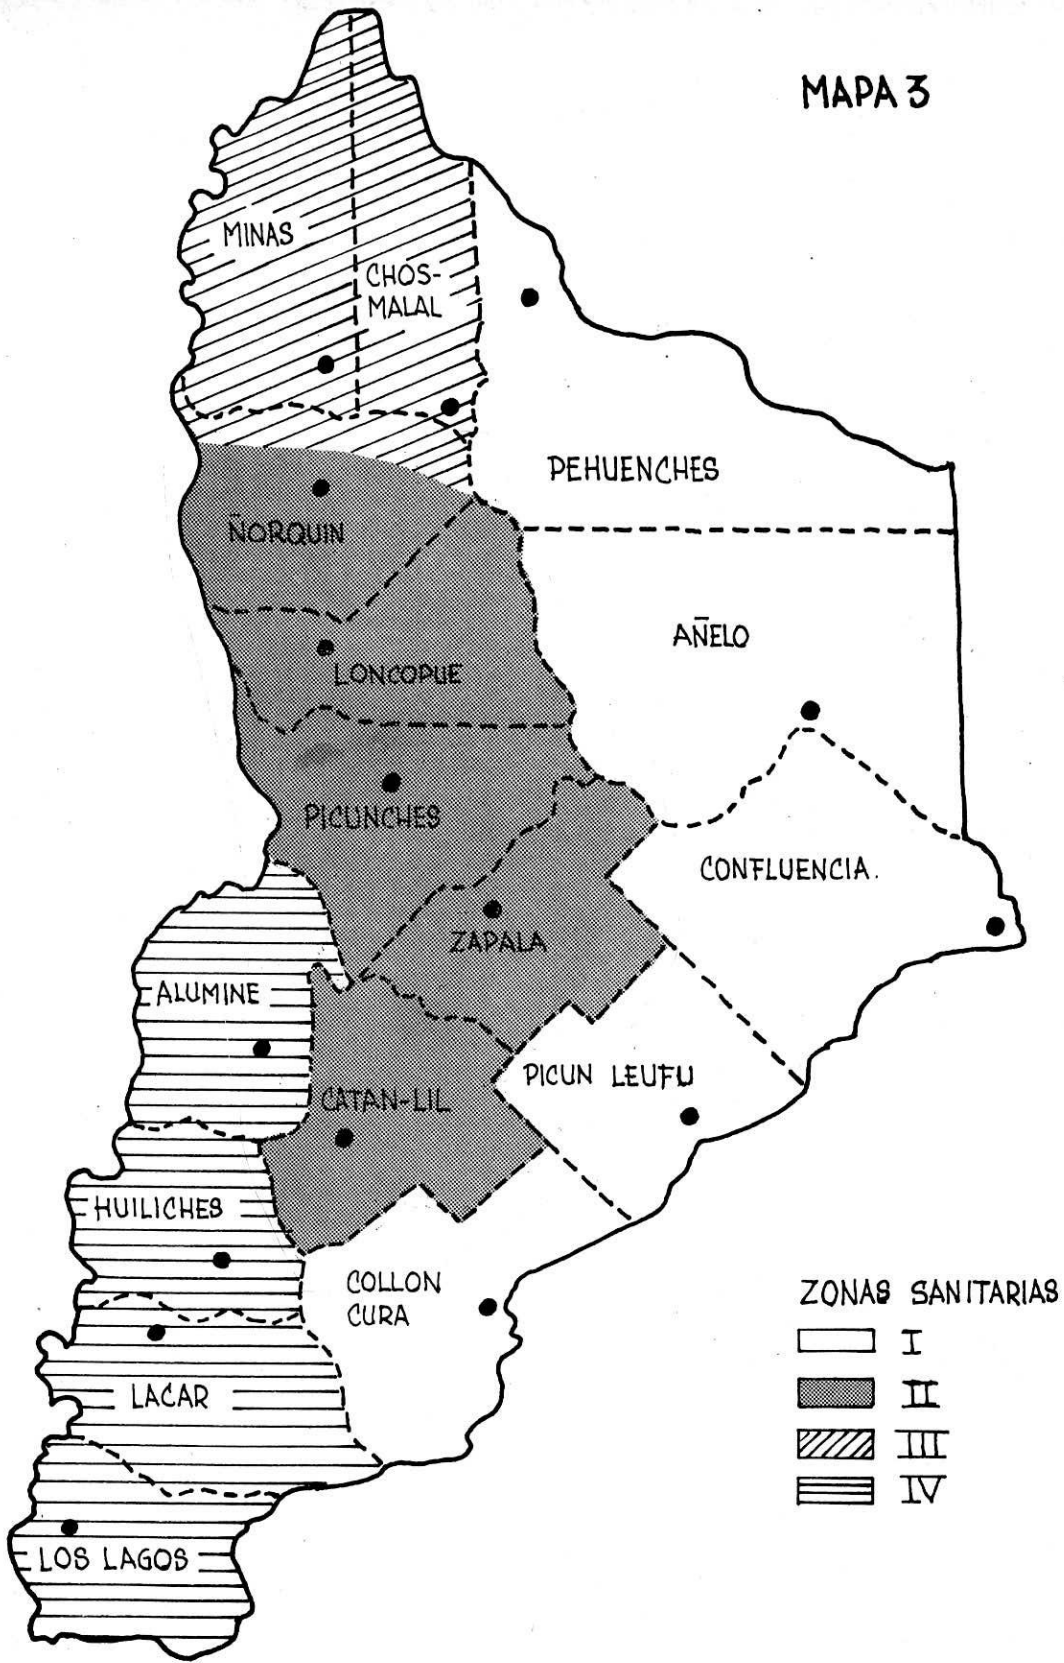 MAPA 3
MINAS
CHOS-
MALAL
PEHUENCHES
ÑORQUIN
AÑELO
LONCOPUE
PICUNCHES
CONFLUENCIA.
ZAPALA
ALUMINE
PICUN LEUFU
CATAN-LIL
HUILICHES
COLLON
CURA
LACAR
LOS LAGOS
ZONAS SANITARIAS
I
II
III
IV